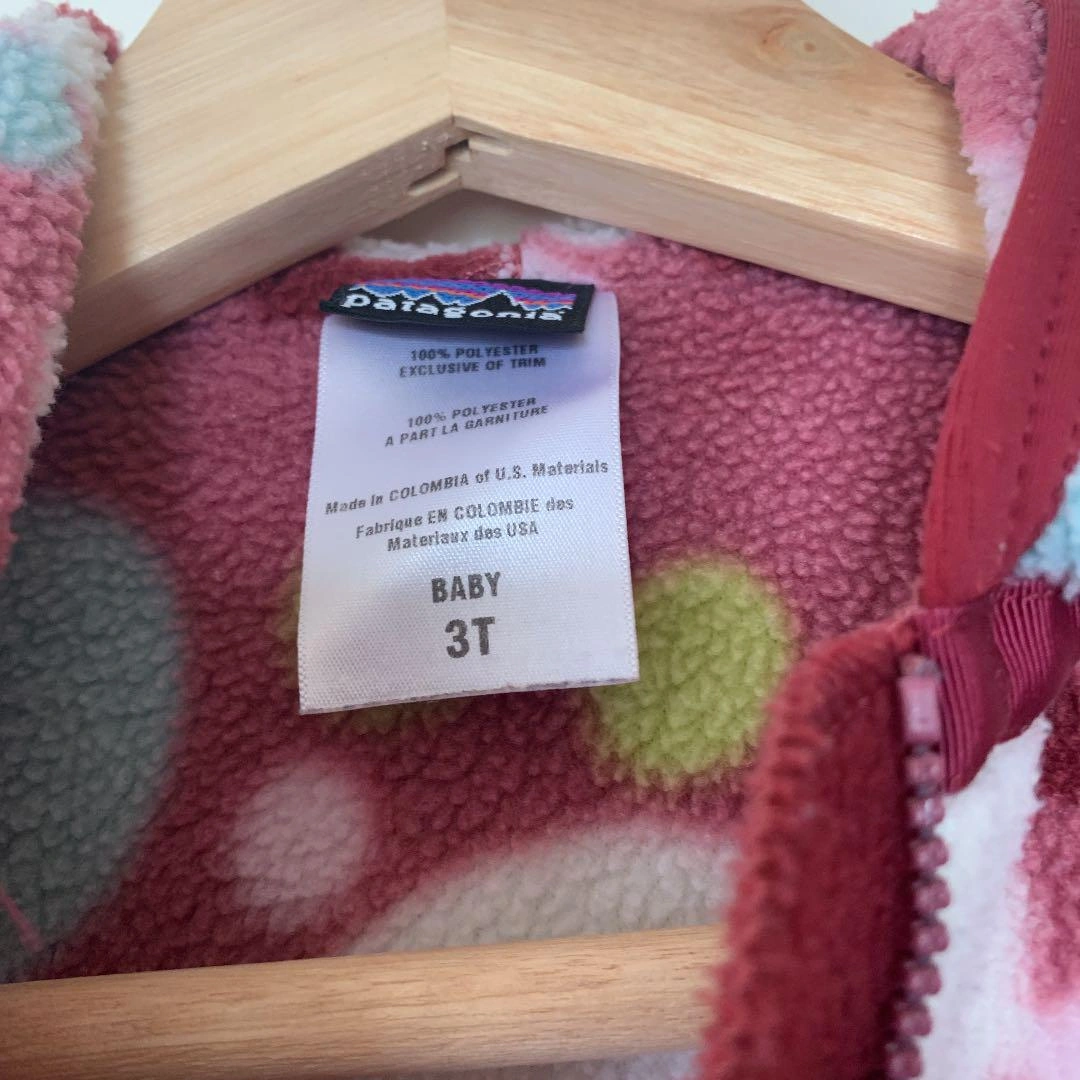 patagonia
100% POLYESTER
EXCLUSIVE OF TRIM
100% POLYESTER
A PART LA GARNITURE
Made in COLOMBIA of U.S. Materials
Fabrique EN COLOMBIE des
Materiaux des USA
BABY
3T